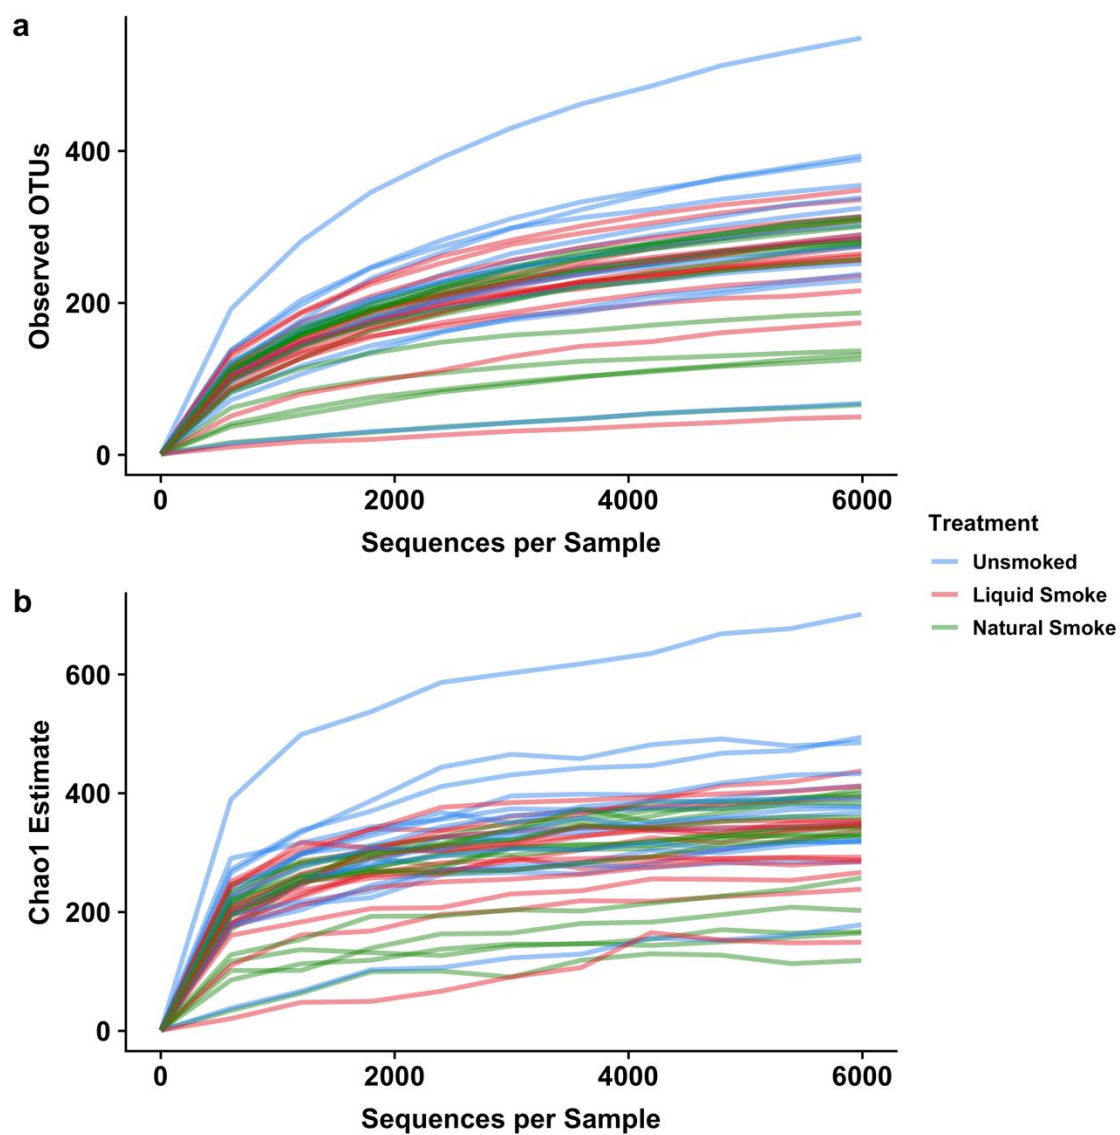 a
Observed OTUs
400
200
0
0 2000 4000 6000
Sequences per Sample
Treatment
Unsmoked
Liquid Smoke
Natural Smoke
b
Chao1 Estimate
600
400
200
0
0 2000 4000 6000
Sequences per Sample